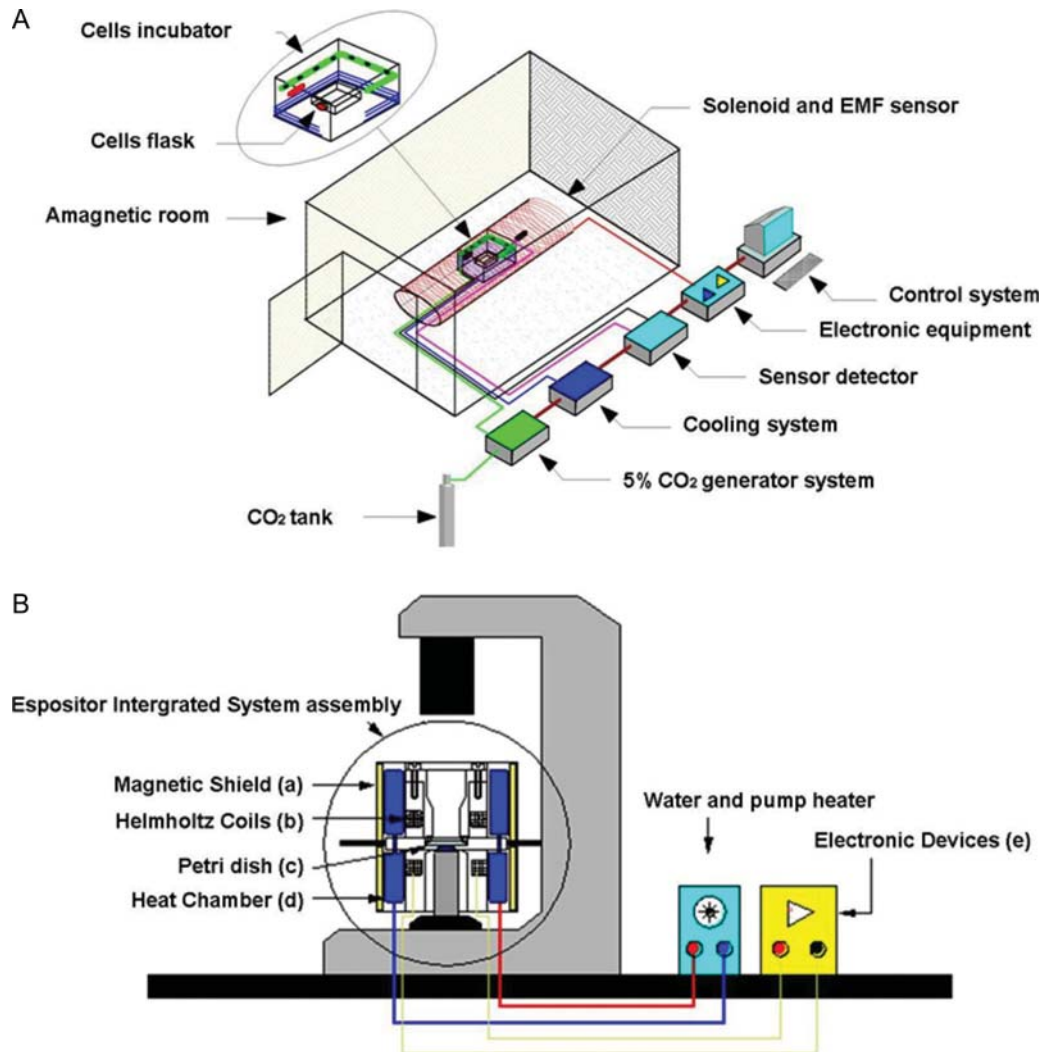 A
Cells incubator
Cells flask
Amagnetic room
Solenoid and EMF sensor
Control system
Electronic equipment
Sensor detector
Cooling system
5% CO₂ generator system
CO₂ tank
B
Espositor Intergrated System assembly
Magnetic Shield (a)
Helmholtz Coils (b)
Petri dish (c)
Heat Chamber (d)
Water and pump heater
Electronic Devices (e)